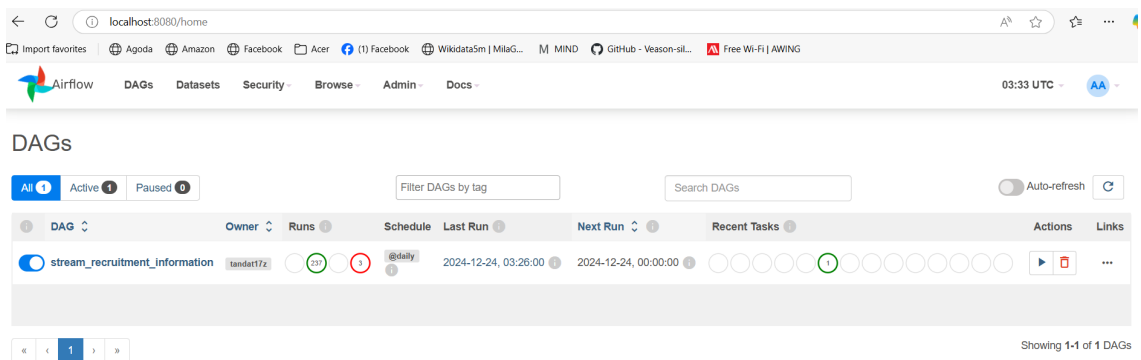 localhost:8080/home
Import favorites Agoda Amazon Facebook Acer (1) Facebook Wikidata5m | MilaG... MIND GitHub - Veason-sil... Free Wi-Fi | AWING
Airflow DAGs Datasets Security Browse Admin Docs 03:33 UTC AA
DAGs
All 1 Active 1 Paused 0 Filter DAGs by tag Search DAGs Auto-refresh
DAG Owner Runs Schedule Last Run Next Run Recent Tasks Actions Links
stream_recruitment_information tandat17z 237 3 @daily 2024-12-24, 03:26:00 2024-12-24, 00:00:00 1 ...
« ‹ 1 › » Showing 1-1 of 1 DAGs